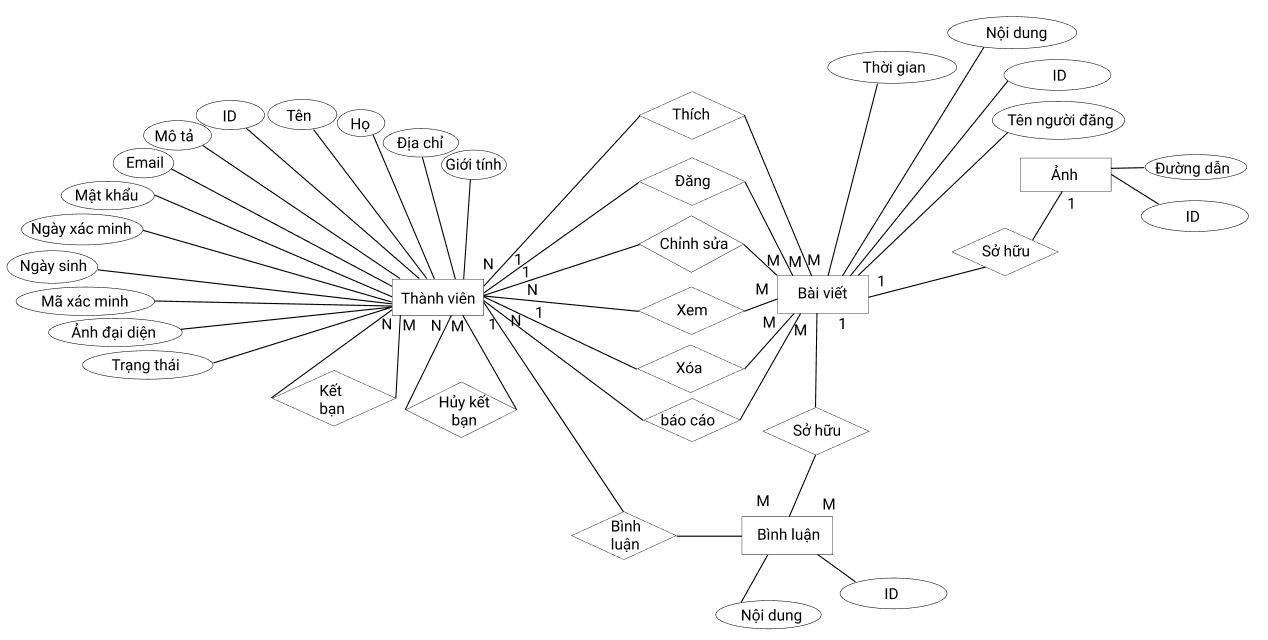 Nội dung
Thời gian
ID
Tên người đăng
Thích
ID
Tên
Họ
Mô tả
Địa chỉ
Email
Giới tính
Mật khẩu
Ngày xác minh
Ngày sinh
Mã xác minh
Ảnh đại diện
Trạng thái
Thành viên
Đăng
Chỉnh sửa
Xem
Xóa
báo cáo
Bài viết
Ảnh
Đường dẫn
ID
1
Sở hữu
N
1
1
N
1
N
1
M
M
M
M
M
M
1
1
N
M
N
M
Kết
bạn
Hủy kết
bạn
Sở hữu
M
M
Bình
luận
Bình luận
ID
Nội dung